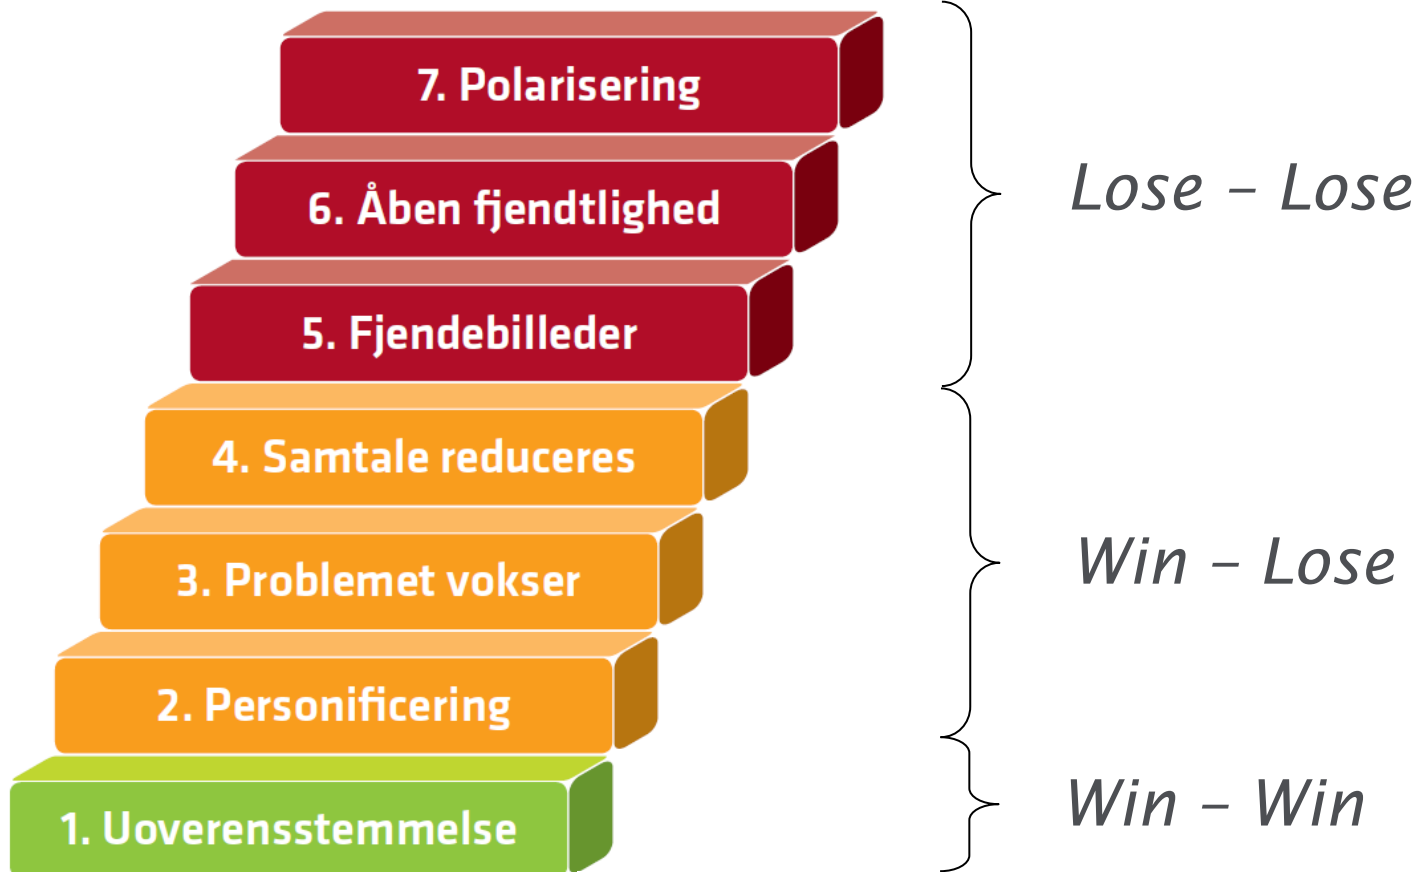 7. Polarisering
6. Åben fjendtlighed
5. Fjendebilleder
Lose – Lose
4. Samtale reduceres
3. Problemet vokser
2. Personificering
Win – Lose
1. Uoverensstemmelse
Win – Win